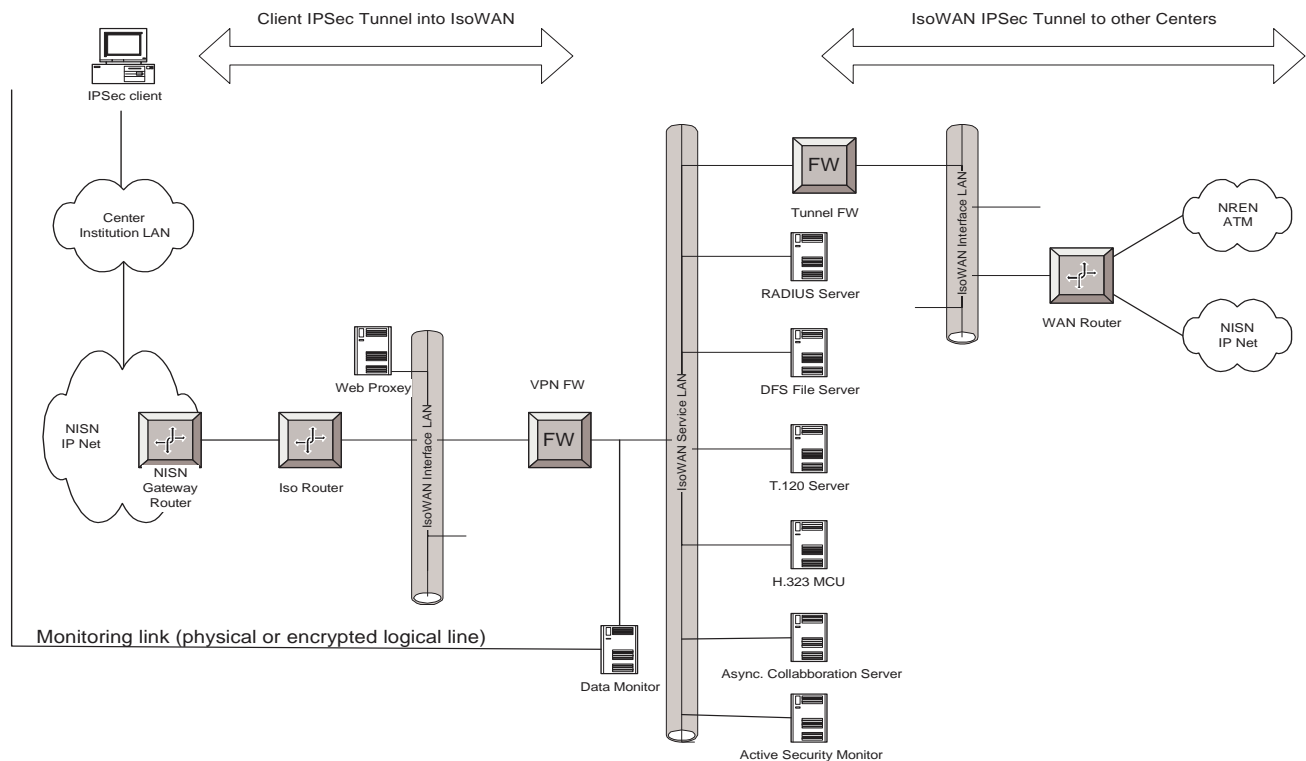 Client IPSec Tunnel into IsoWAN
IsoWAN IPSec Tunnel to other Centers
IPSec client
Center
Institution LAN
NISN
IP Net
NISN
Gateway
Router
Iso Router
Web Proxey
IsoWAN Interface LAN
VPN FW
FW
IsoWAN Service LAN
FW
Tunnel FW
RADIUS Server
DFS File Server
T.120 Server
H.323 MCU
Async. Collabboration Server
Active Security Monitor
IsoWAN Interface LAN
WAN Router
NREN
ATM
NISN
IP Net
Monitoring link (physical or encrypted logical line)
Data Monitor